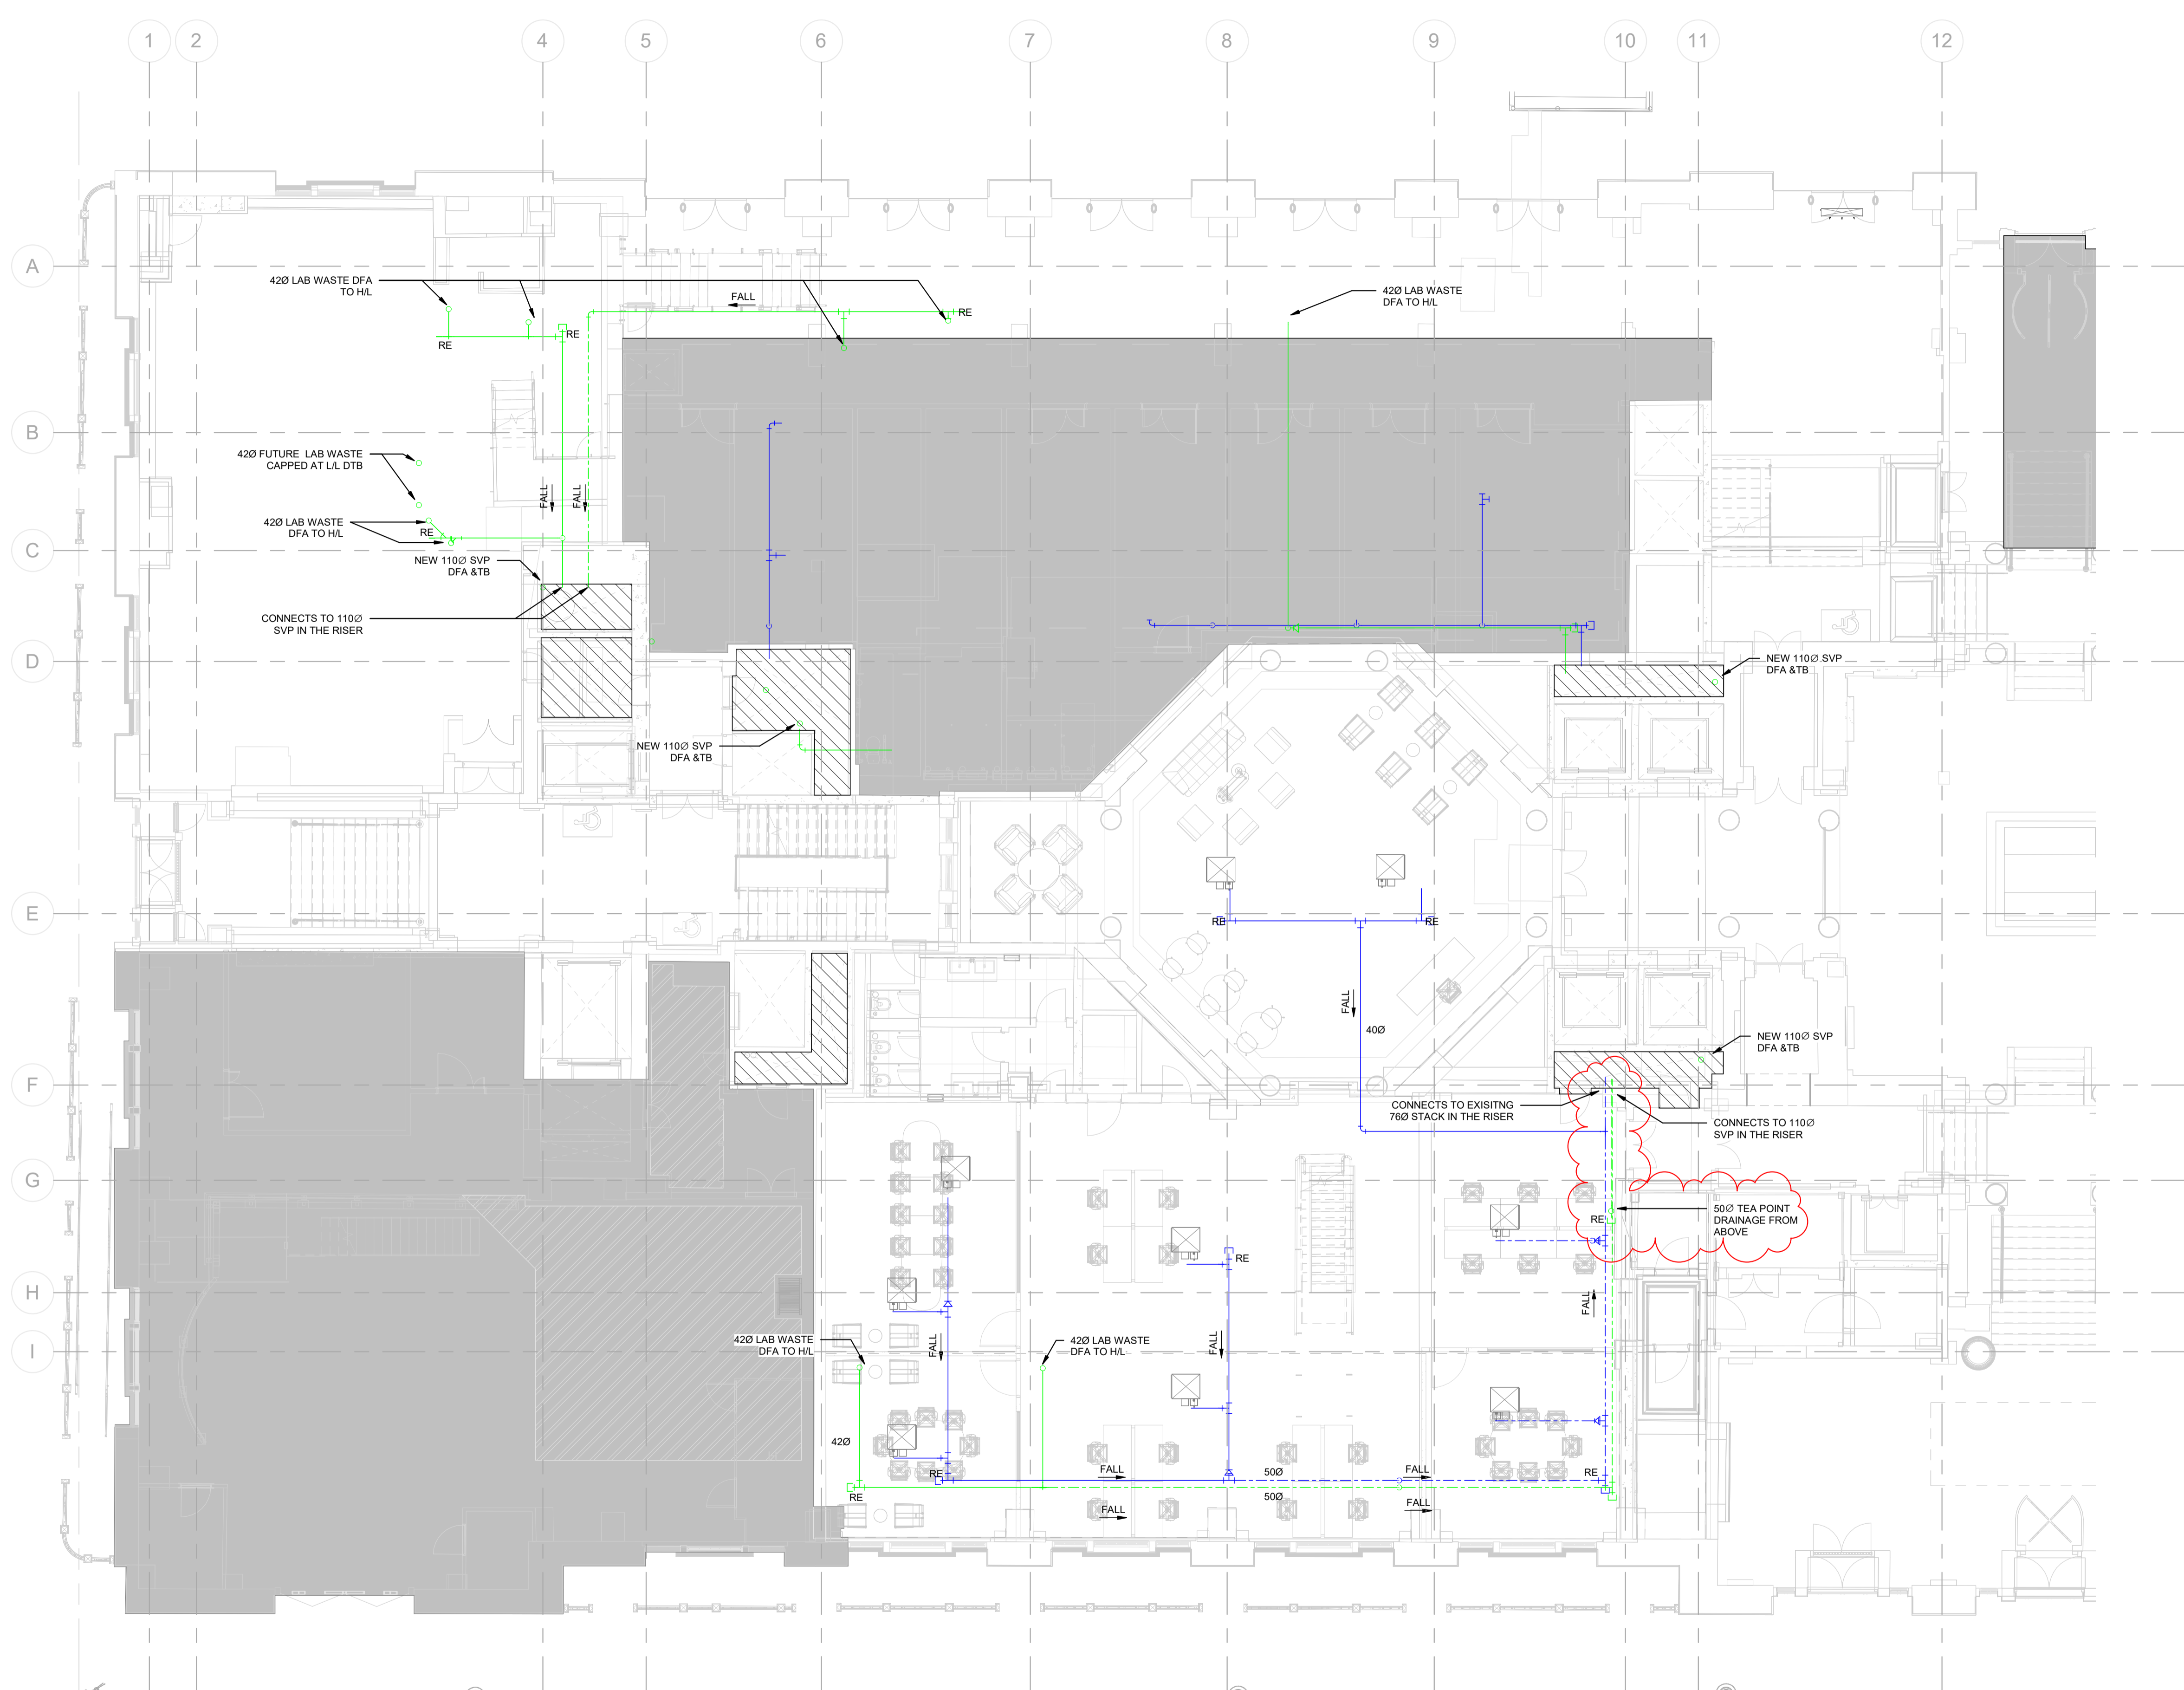 1
2
4
5
6
7
8
9
10
11
12
A
42Ø LAB WASTE DFA
TO H/L
FALL
RE
42Ø LAB WASTE
DFA TO H/L
RE
RE
B
42Ø FUTURE  LAB WASTE
CAPPED AT L/L DTB
FALL
FALL
42Ø LAB WASTE
DFA TO H/L
RE
C
NEW 110Ø SVP
DFA &TB
CONNECTS TO 110Ø
SVP IN THE RISER
D
NEW 110Ø SVP
DFA &TB
NEW 110Ø SVP
DFA &TB
E
RE
RE
FALL
40Ø
NEW 110Ø SVP
DFA &TB
F
CONNECTS TO EXISITNG
76Ø STACK IN THE RISER
CONNECTS TO 110Ø
SVP IN THE RISER
G
50Ø TEA POINT
DRAINAGE FROM
ABOVE
RE
RE
H
FALL
42Ø LAB WASTE
DFA TO H/L
FALL
42Ø LAB WASTE
DFA TO H/L
FALL
I
42Ø
RE
FALL
50Ø
FALL
RE
RE
50Ø
FALL
FALL